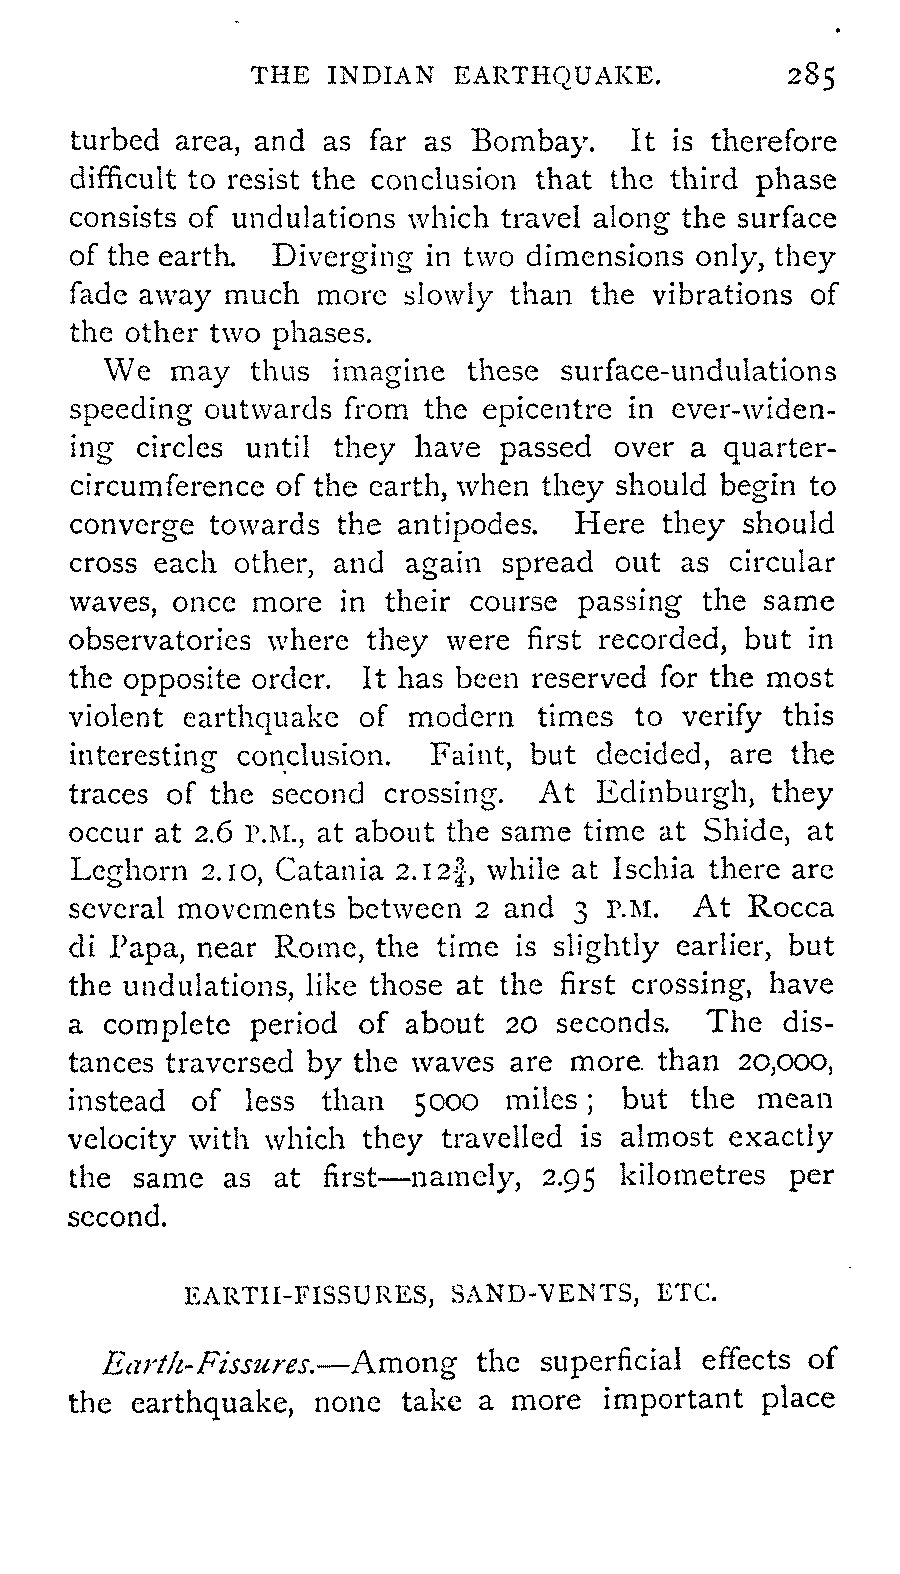 THE INDIAN EARTHQUAKE. 285
turbed area, and as far as Bombay. It is therefore
difficult to resist the conclusion that the third phase
consists of undulations which travel along the surface
of the earth. Diverging in two dimensions only, they
fade away much more slowly than the vibrations of
the other two phases.
We may thus imagine these surface-undulations
speeding outwards from the epicentre in ever-widen-
ing circles until they have passed over a quarter-
circumference of the earth, when they should begin to
converge towards the antipodes. Here they should
cross each other, and again spread out as circular
waves, once more in their course passing the same
observatories where they were first recorded, but in
the opposite order. It has been reserved for the most
violent earthquake of modern times to verify this
interesting conclusion. Faint, but decided, are the
traces of the second crossing. At Edinburgh, they
occur at 2.6 P.M., at about the same time at Shide, at
Leghorn 2.10, Catania 2.12¾, while at Ischia there are
several movements between 2 and 3 P.M. At Rocca
di Papa, near Rome, the time is slightly earlier, but
the undulations, like those at the first crossing, have
a complete period of about 20 seconds. The dis-
tances traversed by the waves are more than 20,000,
instead of less than 5000 miles; but the mean
velocity with which they travelled is almost exactly
the same as at first—namely, 2.95 kilometres per
second.
EARTH-FISSURES, SAND-VENTS, ETC.
Earth-Fissures.—Among the superficial effects of
the earthquake, none take a more important place